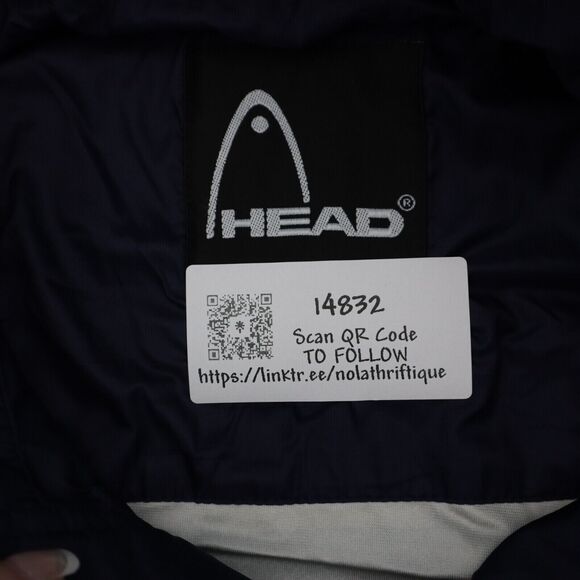 HEAD®
14832
Scan QR Code
TO FOLLOW
https://linktr.ee/nolathriftique